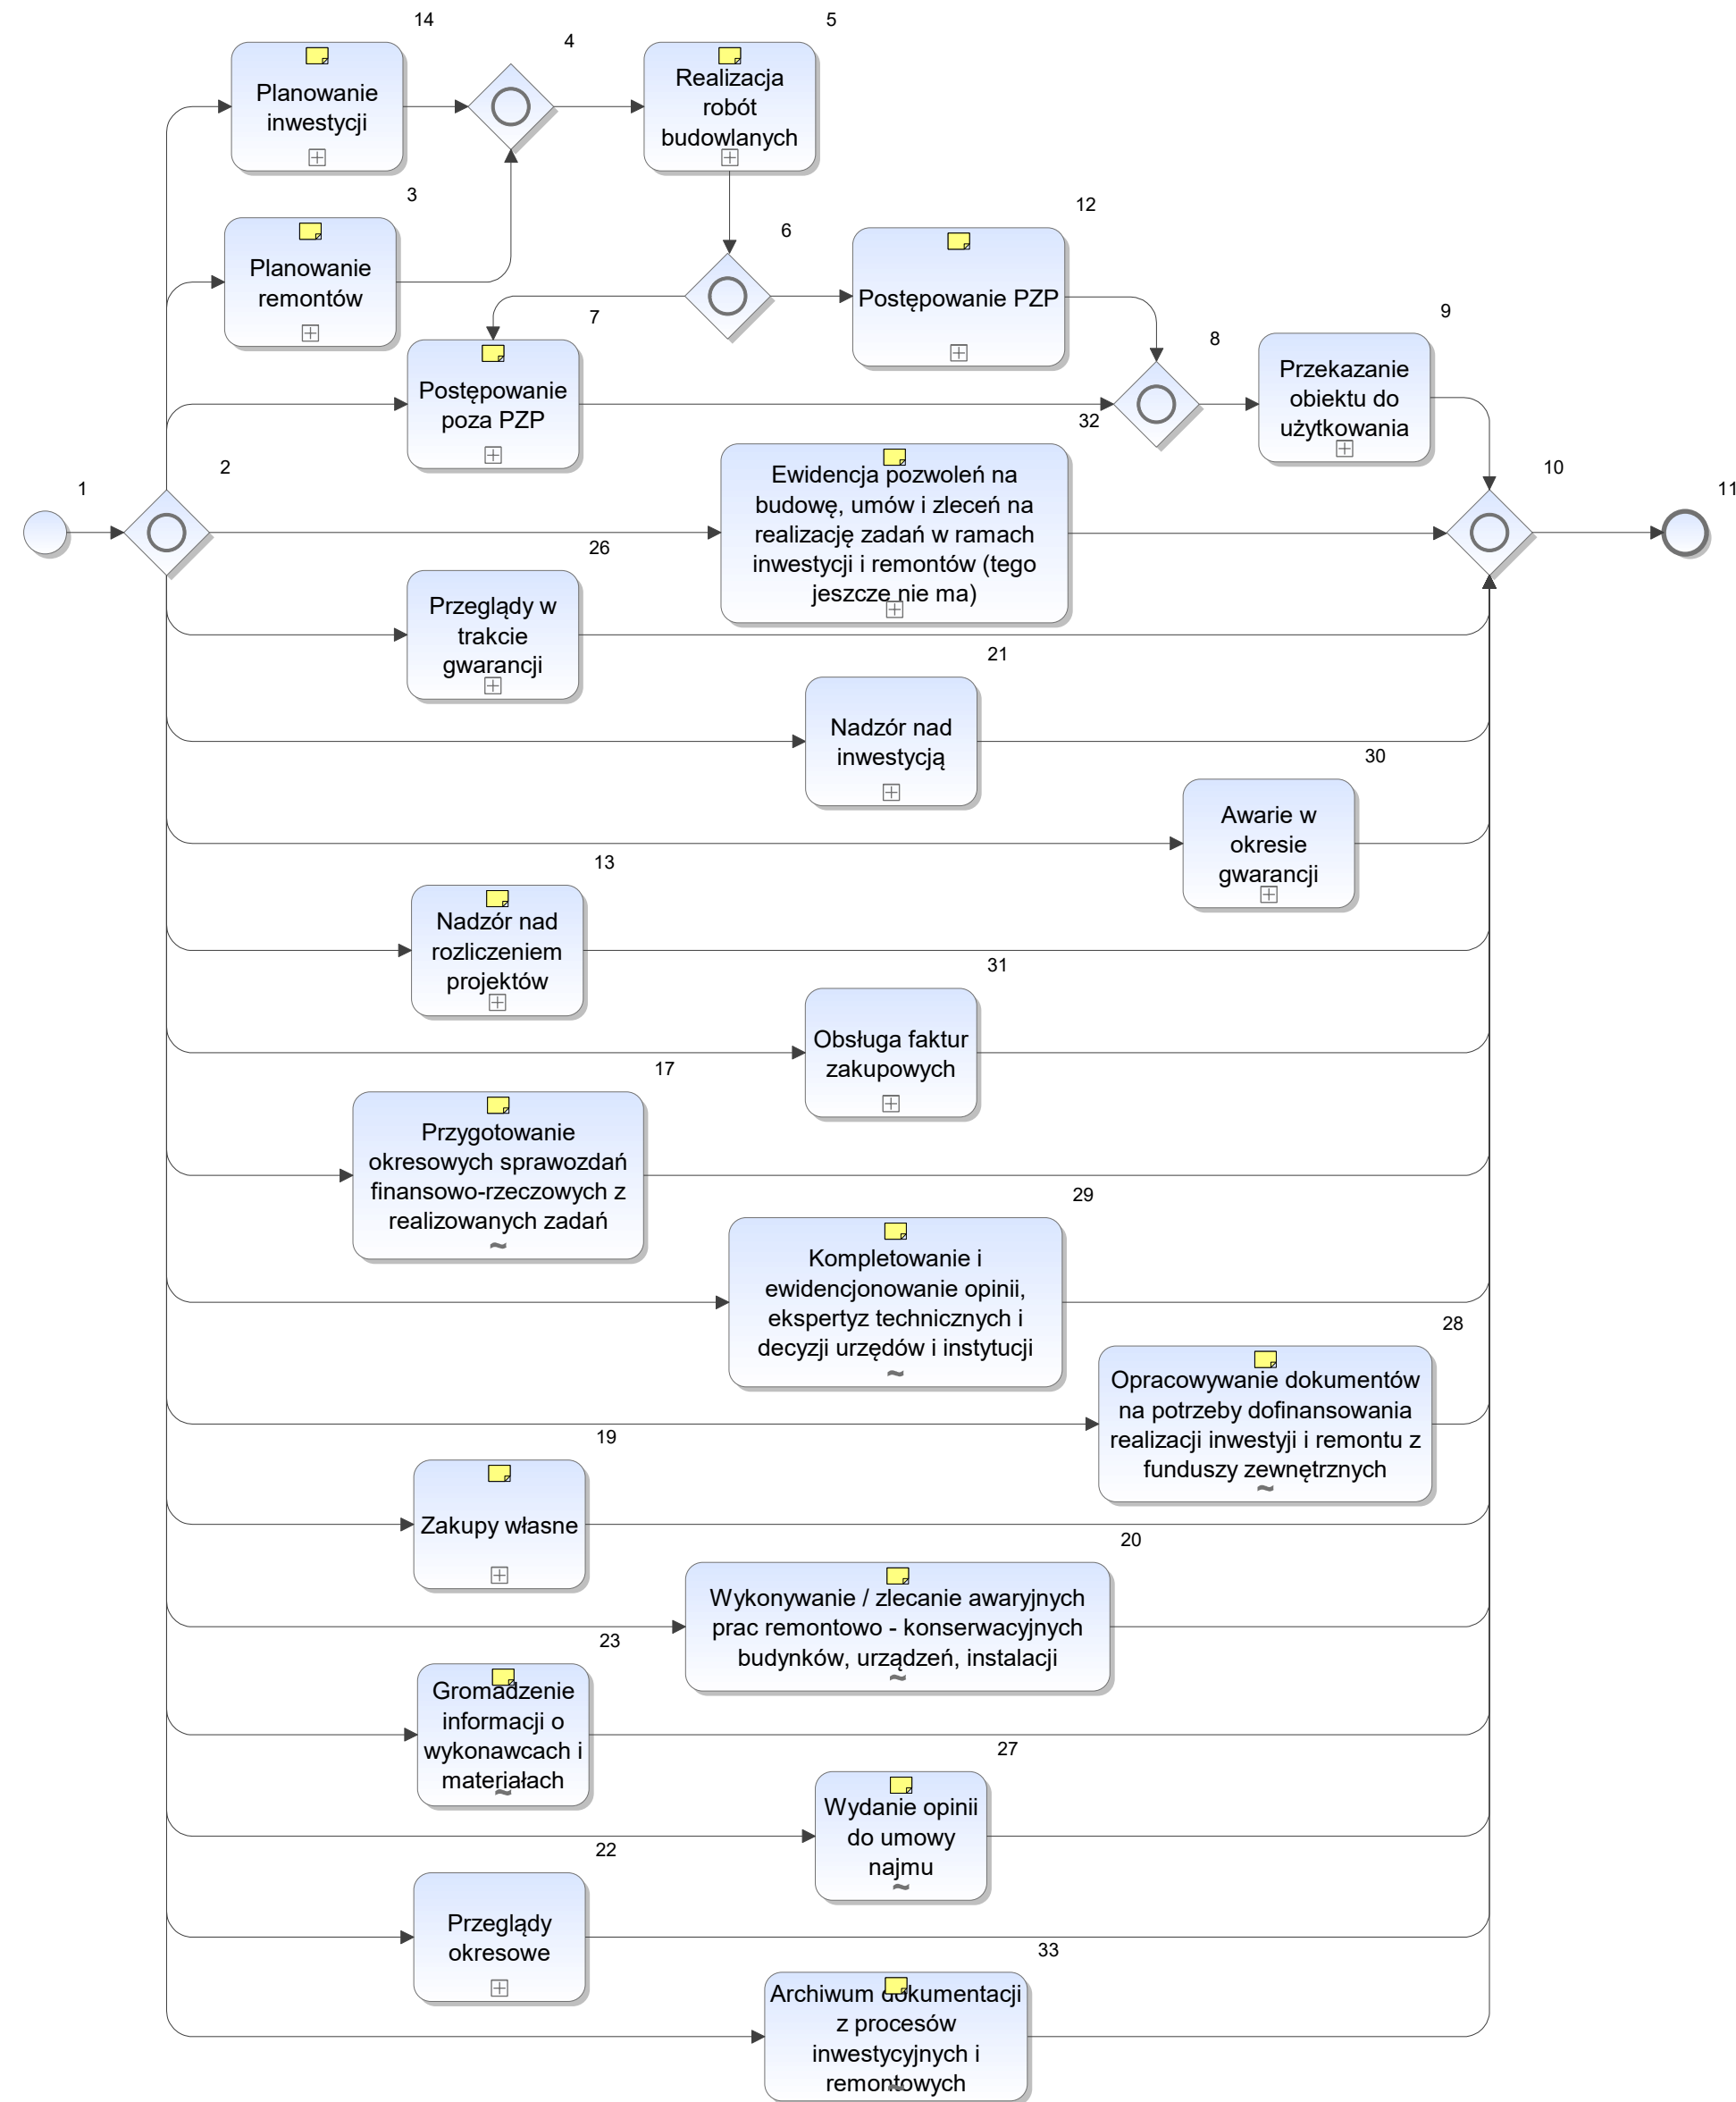 14
4
5
Planowanie
inwestycji
Realizacja
robót
budowlanych
3
12
Planowanie
remontów
6
Postępowanie PZP
7
8
9
Postępowanie
poza PZP
Przekazanie
obiektu do
użytkowania
32
1
2
Ewidencja pozwoleń na
budowę, umów i zleceń na
realizację zadań w ramach
inwestycji i remontów (tego
jeszcze nie ma)
10
11
26
Przeglądy w
trakcie
gwarancji
21
Nadzór nad
inwestycją
30
Awarie w
okresie
gwarancji
13
Nadzór nad
rozliczeniem
projektów
31
Obsługa faktur
zakupowych
17
Przygotowanie
okresowych sprawozdań
finansowo-rzeczowych z
realizowanych zadań
29
Kompletowanie i
ewidencjonowanie opinii,
ekspertyz technicznych i
decyzji urzędów i instytucji
28
Opracowywanie dokumentów
na potrzeby dofinansowania
realizacji inwestyji i remontu z
funduszy zewnętrznych
19
Zakupy własne
20
Wykonywanie / zlecanie awaryjnych
prac remontowo - konserwacyjnych
budynków, urządzeń, instalacji
23
Gromadzenie
informacji o
wykonawcach i
materiałach
27
Wydanie opinii
do umowy
najmu
22
Przeglądy
okresowe
33
Archiwum dokumentacji
z procesów
inwestycyjnych i
remontowych